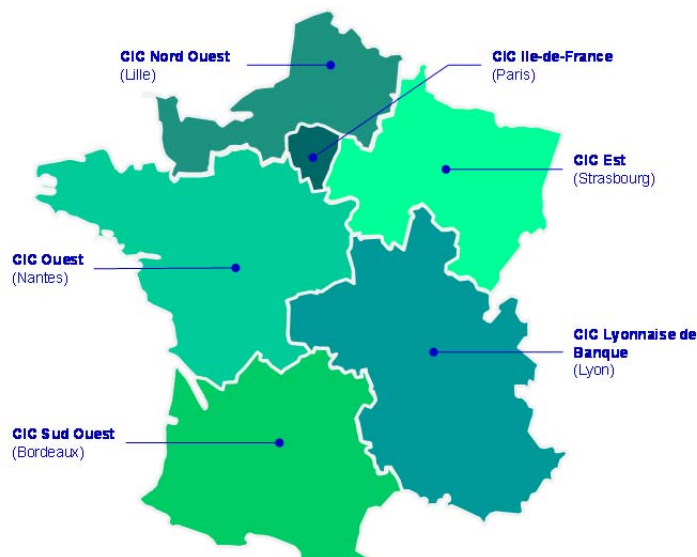 CIC Nord Ouest
(Lille)
CIC Ile-de-France
(Paris)
CIC Est
(Strasbourg)
CIC Ouest
(Nantes)
CIC Lyonnaise de
Banque
(Lyon)
CIC Sud Ouest
(Bordeaux)